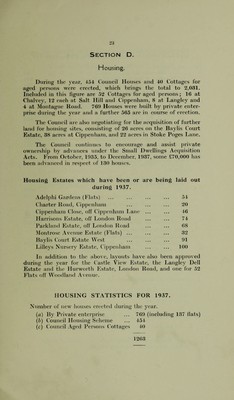 23
SECTION D.
Housing.
During the year, 454 Council Houses and 40 Cottages for
aged persons were erected, which brings the total to 2,081.
Included in this figure are 52 Cottages for aged persons; 16 at
Chalvey, 12 each at Salt Hill and Cippenham, 8 at Langley and
4 at Montague Road. 769 Houses were built by private enter-
prise during the year and a further 565 are in course of erection.
The Council are also negotiating for the acquisition of further
land for housing sites, consisting of 26 acres on the Baylis Court
Estate, 38 acres at Cippenham, and 22 acres in Stoke Poges Lane.
The Council continues to encourage and assist private
ownership by advances under the Small Dwellings Acquisition
Acts. From October, 1935, to December, 1937, some £70,000 has
been advanced in respect of 130 houses.
Housing Estates which have been or are being laid out
during 1937.
Adelphi Gardens (Flats) ... ... ... ... 54
Charter Road, Cippenham ... ... ... ... 20
Cippenham Close, off Cippenham Lane ... ... 46
Harrisons Estate, off London Road ... ... 74
Parkland Estate, off London Road ... ... 68
Montrose Avenue Estate (Flats) ... ... ... 32
Baylis Court Estate West ... ... ... 91
Lilleys Nursery Estate, Cippenham ... ... 100
In addition to the above, layouts have also been approved
during the year for the Castle View Estate, the Langley Dell
Estate and the Hurworth Estate, London Road, and one for 52
Flats off Woodland Avenue.
HOUSING STATISTICS FOR 1937.
Number of new houses erected during the year.
(a) By Private enterprise ... 769 (including 187 flats)
(b) Council Housing Scheme ... 454
(c) Council Aged Persons Cottages 40
1263